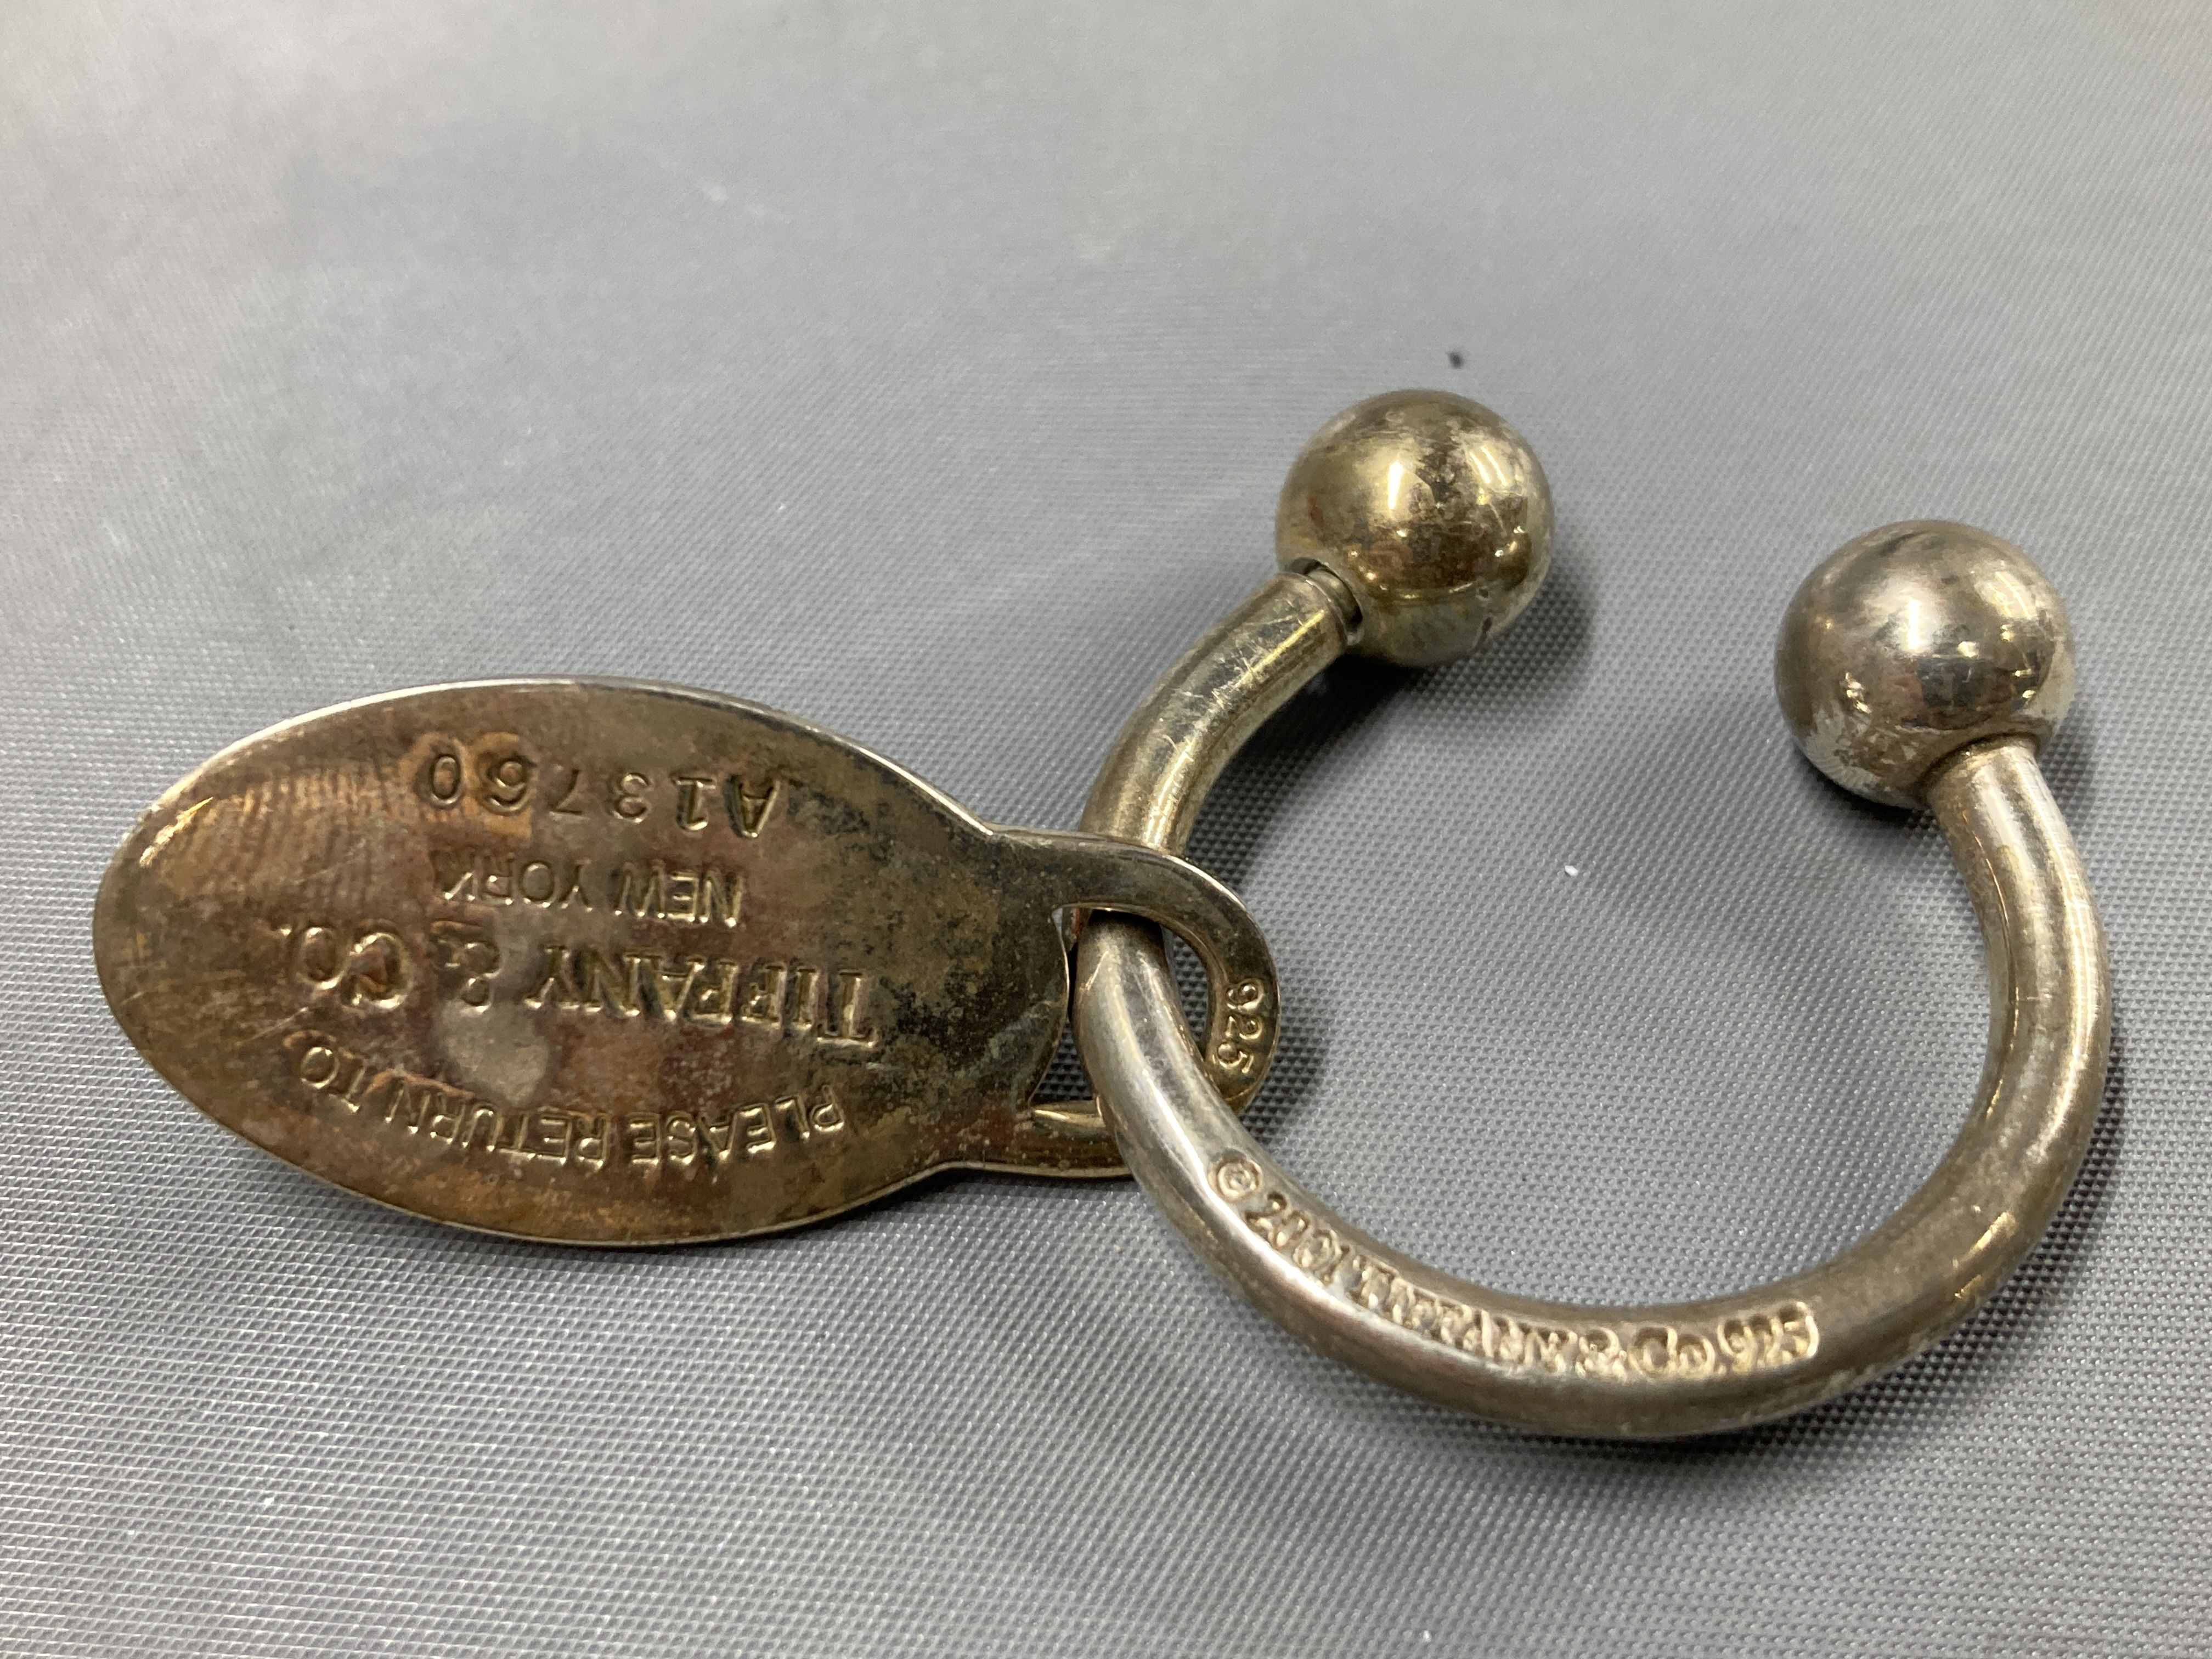 PLEASE RETURN TO
TIFFANY & CO.
NEW YORK
A13760
925
© 2001 TIFFANY & CO. 925